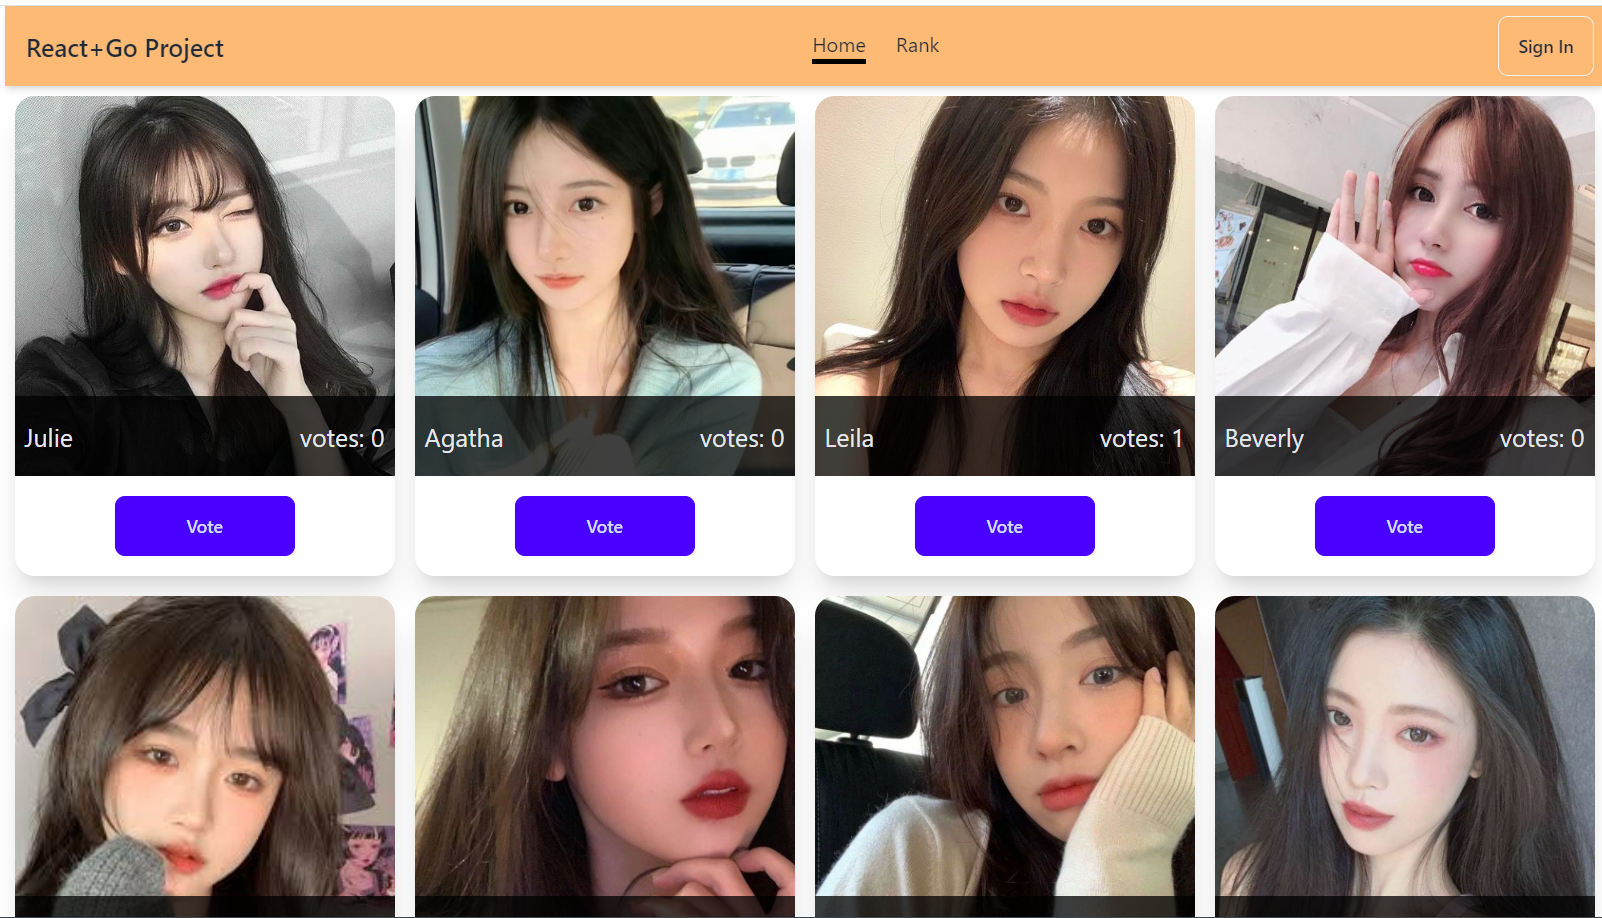 React+Go Project
Home Rank
Sign In
Julie votes: 0
Agatha votes: 0
Leila votes: 1
Beverly votes: 0
Vote
Vote
Vote
Vote